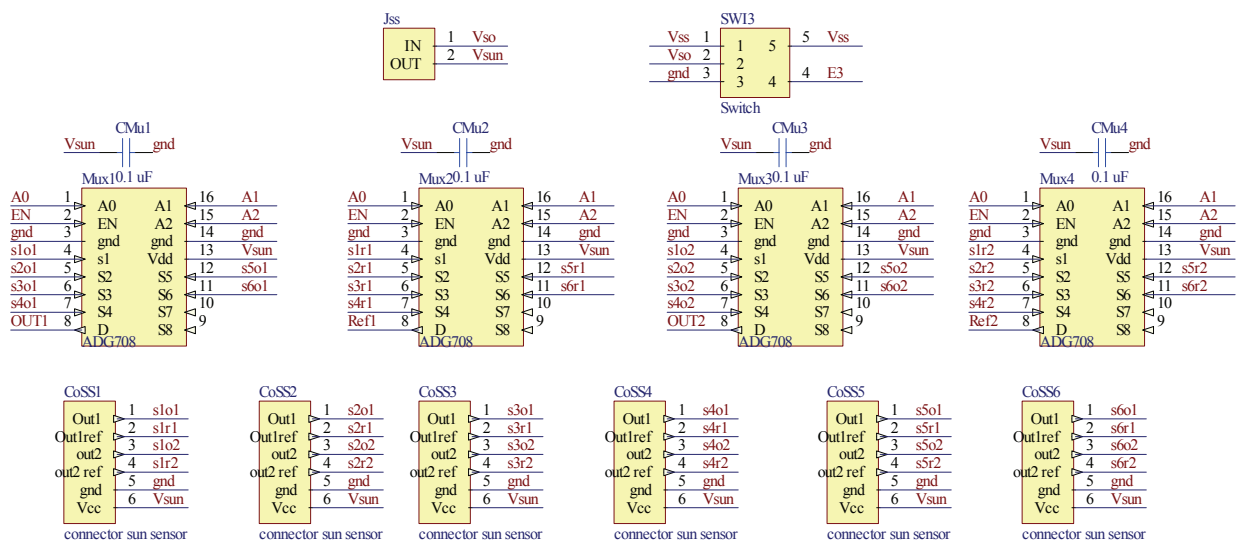 Jss
IN 1 Vso
OUT 2 Vsun
SWI3
Vss 1 1 5 5 Vss
Vso 2 2
gnd 3 3 4 4 E3
Switch
CMu1
Vsun gnd
0.1 uF
Mux1
A0 1 A0 A1 16 A1
EN 2 EN A2 15 A2
gnd 3 gnd gnd 14 gnd
s1o1 4 s1 Vdd 13 Vsun
s2o1 5 S2 S5 12 s5o1
s3o1 6 S3 S6 11 s6o1
s4o1 7 S4 S7 10
OUT1 8 D S8 9
ADG708
CMu2
Vsun gnd
0.1 uF
Mux2
A0 1 A0 A1 16 A1
EN 2 EN A2 15 A2
gnd 3 gnd gnd 14 gnd
s1r1 4 s1 Vdd 13 Vsun
s2r1 5 S2 S5 12 s5r1
s3r1 6 S3 S6 11 s6r1
s4r1 7 S4 S7 10
Ref1 8 D S8 9
ADG708
CMu3
Vsun gnd
0.1 uF
Mux3
A0 1 A0 A1 16 A1
EN 2 EN A2 15 A2
gnd 3 gnd gnd 14 gnd
s1o2 4 s1 Vdd 13 Vsun
s2o2 5 S2 S5 12 s5o2
s3o2 6 S3 S6 11 s6o2
s4o2 7 S4 S7 10
OUT2 8 D S8 9
ADG708
CMu4
Vsun gnd
0.1 uF
Mux4
A0 1 A0 A1 16 A1
EN 2 EN A2 15 A2
gnd 3 gnd gnd 14 gnd
s1r2 4 s1 Vdd 13 Vsun
s2r2 5 S2 S5 12 s5r2
s3r2 6 S3 S6 11 s6r2
s4r2 7 S4 S7 10
Ref2 8 D S8 9
ADG708
CoSS1
Out1 1 s1o1
Out1ref 2 s1r1
out2 3 s1o2
out2 ref 4 s1r2
gnd 5 gnd
Vcc 6 Vsun
connector sun sensor
CoSS2
Out1 1 s2o1
Out1ref 2 s2r1
out2 3 s2o2
out2 ref 4 s2r2
gnd 5 gnd
Vcc 6 Vsun
connector sun sensor
CoSS3
Out1 1 s3o1
Out1ref 2 s3r1
out2 3 s3o2
out2 ref 4 s3r2
gnd 5 gnd
Vcc 6 Vsun
connector sun sensor
CoSS4
Out1 1 s4o1
Out1ref 2 s4r1
out2 3 s4o2
out2 ref 4 s4r2
gnd 5 gnd
Vcc 6 Vsun
connector sun sensor
CoSS5
Out1 1 s5o1
Out1ref 2 s5r1
out2 3 s5o2
out2 ref 4 s5r2
gnd 5 gnd
Vcc 6 Vsun
connector sun sensor
CoSS6
Out1 1 s6o1
Out1ref 2 s6r1
out2 3 s6o2
out2 ref 4 s6r2
gnd 5 gnd
Vcc 6 Vsun
connector sun sensor